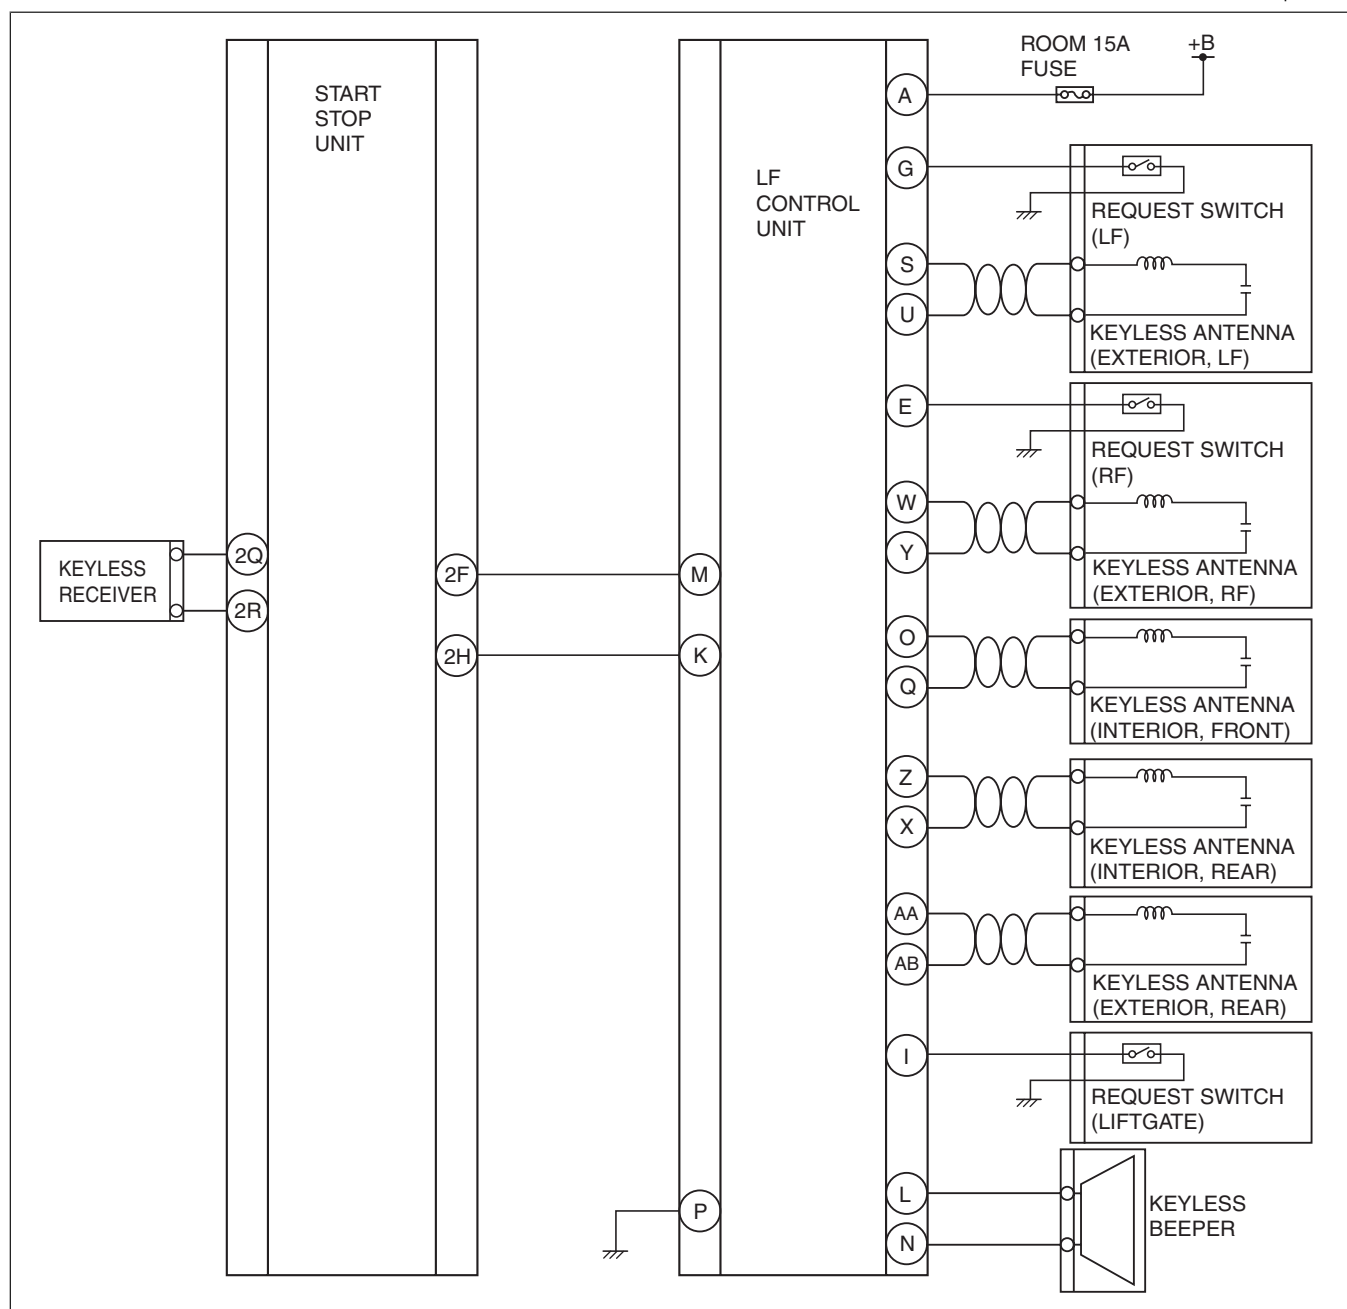 ROOM 15A
FUSE
+B
START
STOP
UNIT
LF
CONTROL
UNIT
A
G
REQUEST SWITCH
(LF)
S
U
KEYLESS ANTENNA
(EXTERIOR, LF)
E
REQUEST SWITCH
(RF)
W
Y
KEYLESS ANTENNA
(EXTERIOR, RF)
KEYLESS
RECEIVER
2Q
2R
2F
2H
M
K
O
Q
KEYLESS ANTENNA
(INTERIOR, FRONT)
Z
X
KEYLESS ANTENNA
(INTERIOR, REAR)
AA
AB
KEYLESS ANTENNA
(EXTERIOR, REAR)
I
REQUEST SWITCH
(LIFTGATE)
P
L
N
KEYLESS
BEEPER